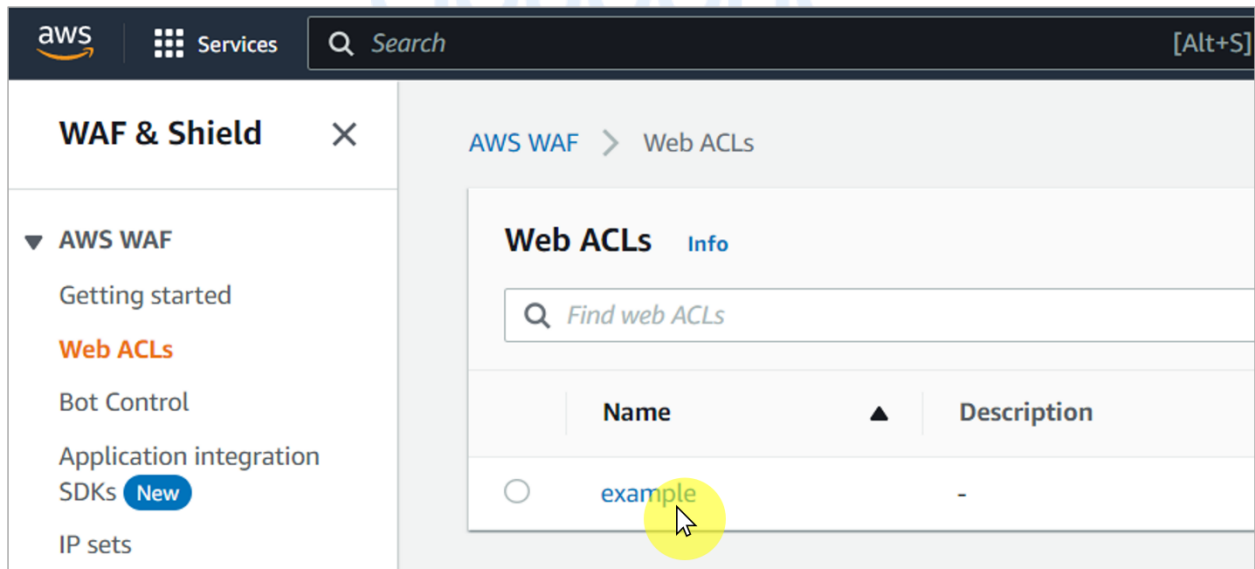 aws
Services
Search
[Alt+S]
WAF & Shield
AWS WAF
Getting started
Web ACLs
Bot Control
Application integration
SDKs New
IP sets
AWS WAF > Web ACLs
Web ACLs Info
Find web ACLs
Name Description
example -